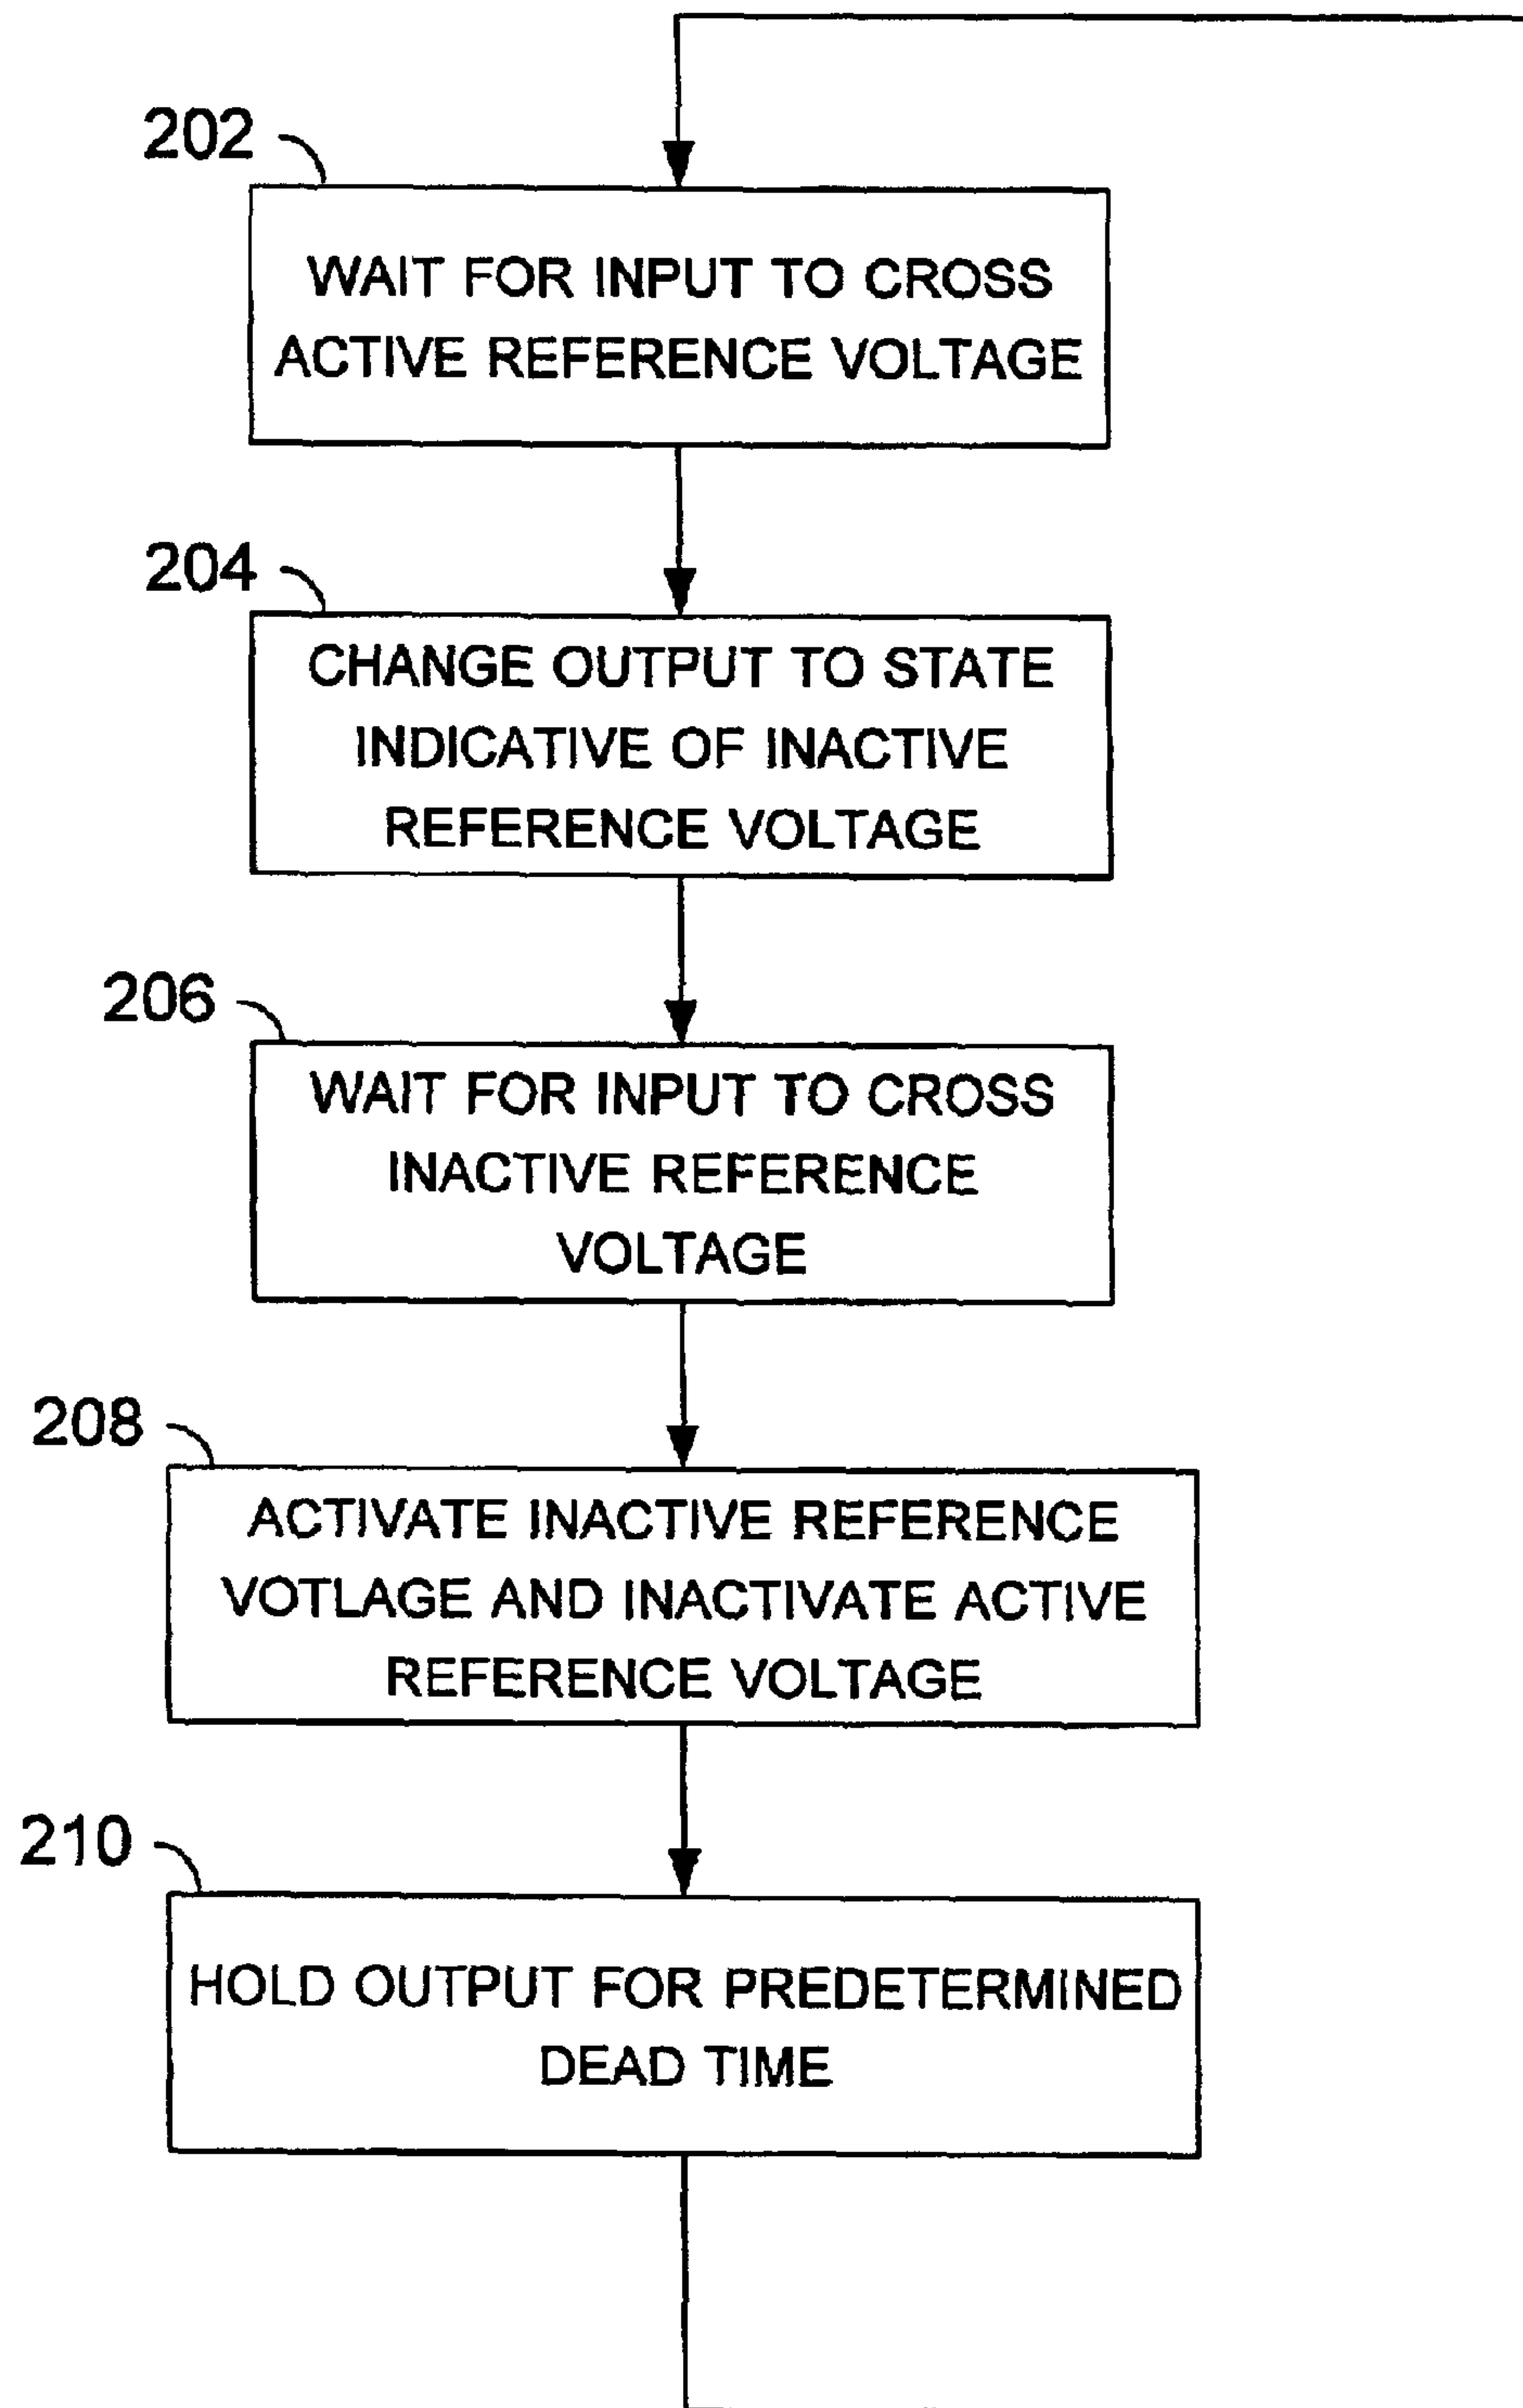 202
WAIT FOR INPUT TO CROSS
ACTIVE REFERENCE VOLTAGE
204
CHANGE OUTPUT TO STATE
INDICATIVE OF INACTIVE
REFERENCE VOLTAGE
206
WAIT FOR INPUT TO CROSS
INACTIVE REFERENCE
VOLTAGE
208
ACTIVATE INACTIVE REFERENCE
VOTLAGE AND INACTIVATE ACTIVE
REFERENCE VOLTAGE
210
HOLD OUTPUT FOR PREDETERMINED
DEAD TIME